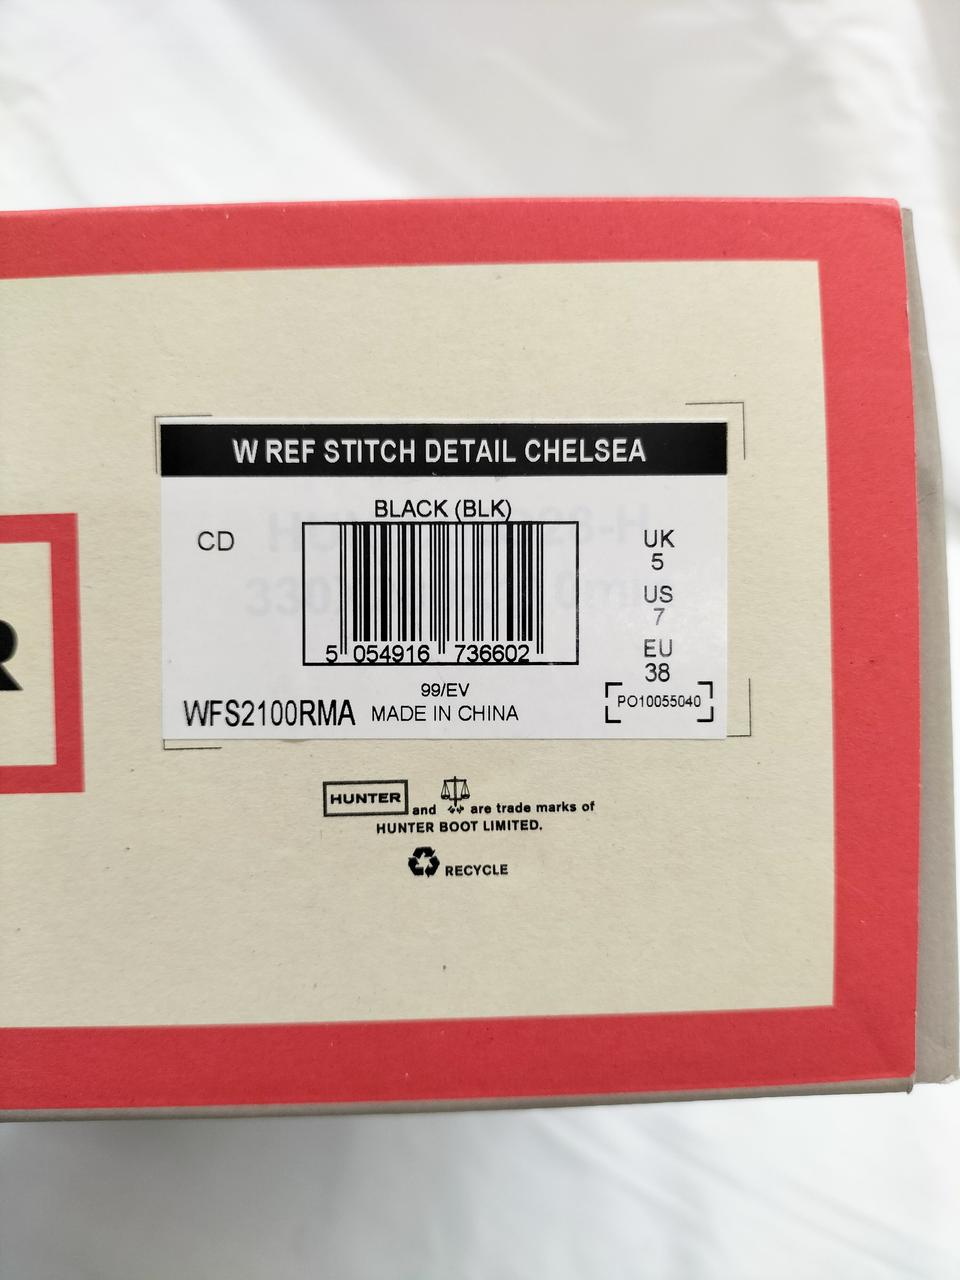 W REF STITCH DETAIL CHELSEA
BLACK (BLK)
CD
5 054916 736602
UK
5
US
7
EU
38
99/EV
WFS2100RMA MADE IN CHINA
PO10055040
R
HUNTER and are trade marks of
HUNTER BOOT LIMITED.
RECYCLE